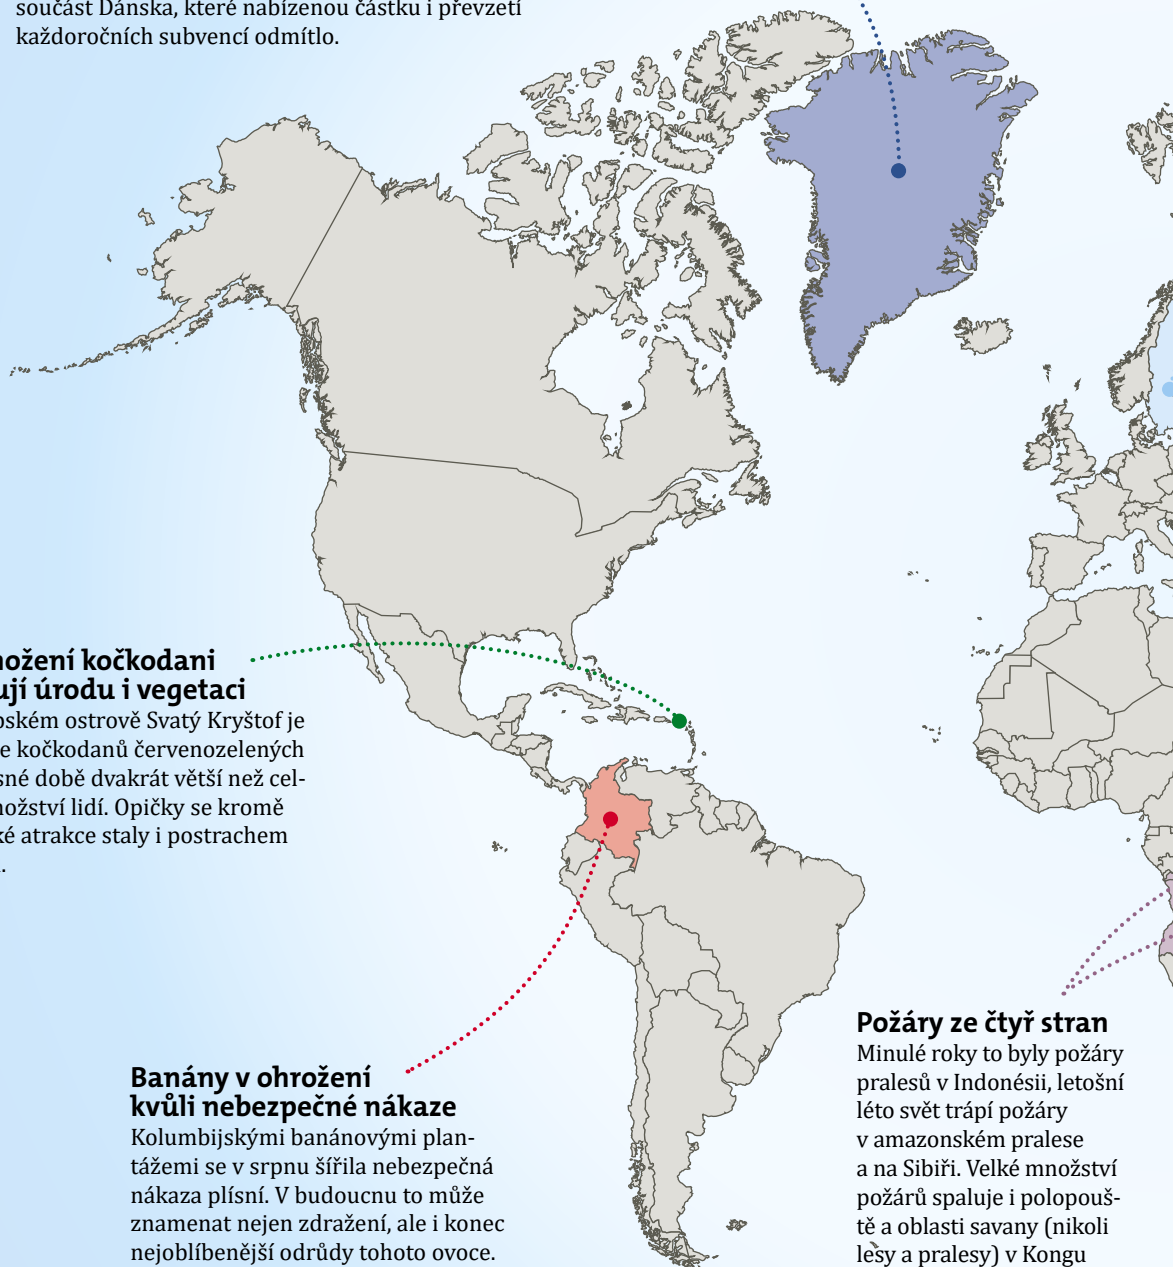 součást Dánska, které nabízenou částku i převzetí
každoročních subvencí odmítlo.
nožení kočkodani
ují úrodu i vegetaci
ském ostrově Svatý Kryštof je
e kočkodanů červenozelených
sné době dvakrát větší než cel-
nožství lidí. Opičky se kromě
ké atrakce staly i postrachem
Banány v ohrožení
kvůli nebezpečné nákaze
Kolumbijskými banánovými plan-
tážemi se v srpnu šířila nebezpečná
nákaza plísní. V budoucnu to může
znamenat nejen zdražení, ale i konec
nejoblíbenější odrůdy tohoto ovoce.
Požáry ze čtyř stran
Minulé roky to byly požáry
pralesů v Indonésii, letošní
léto svět trápí požáry
v amazonském pralese
a na Sibiři. Velké množství
požárů spaluje i polopouš-
tě a oblasti savany (nikoli
lesy a pralesy) v Kongu